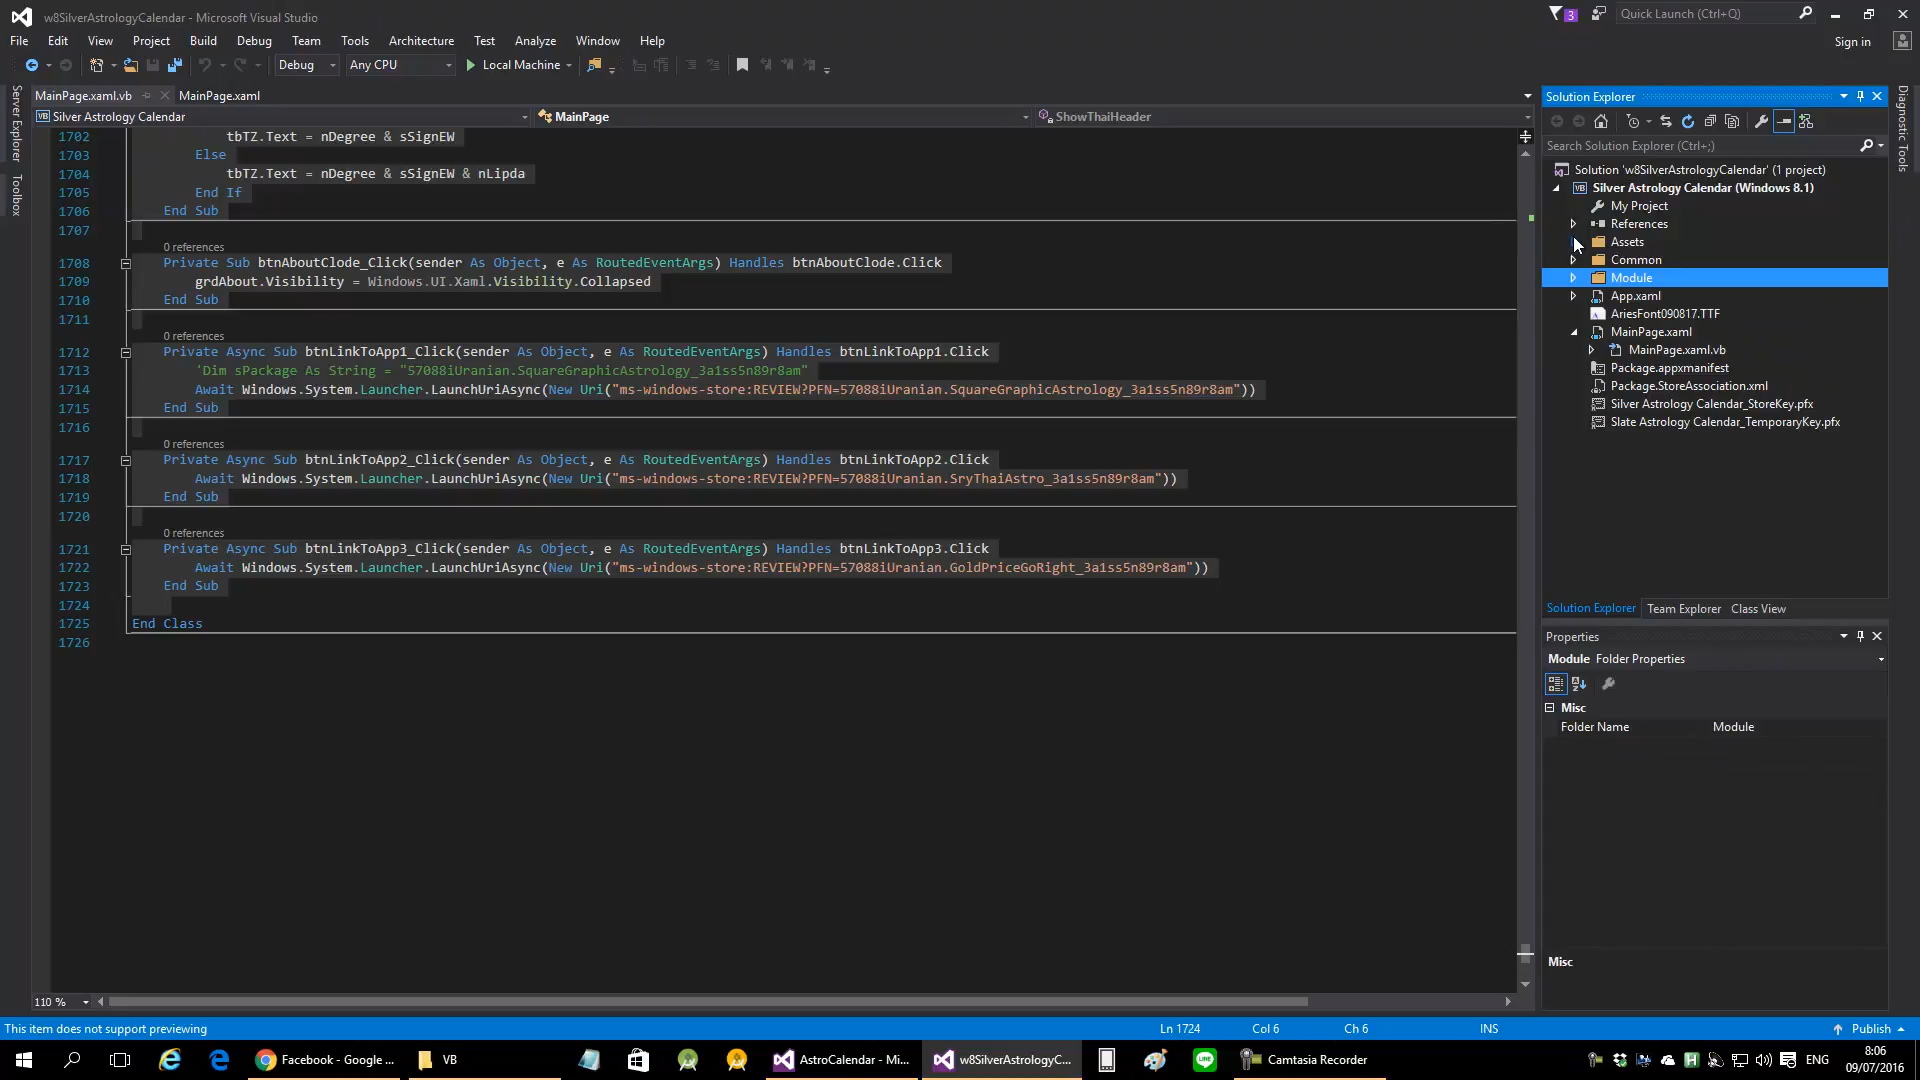 w8SilverAstrologyCalendar - Microsoft Visual Studio
3
Quick Launch (Ctrl+Q)
File Edit View Project Build Debug Team Tools Architecture Test Analyze Window Help
Sign in
Debug Any CPU Local Machine
MainPage.xaml.vb MainPage.xaml
VB Silver Astrology Calendar MainPage ShowThaiHeader
Server Explorer
Toolbox
1702 tbTZ.Text = nDegree & sSignEW
1703 Else
1704 tbTZ.Text = nDegree & sSignEW & nLipda
1705 End If
1706 End Sub
1707
0 references
1708 Private Sub btnAboutClode_Click(sender As Object, e As RoutedEventArgs) Handles btnAboutClode.Click
1709 grdAbout.Visibility = Windows.UI.Xaml.Visibility.Collapsed
1710 End Sub
1711
0 references
1712 Private Async Sub btnLinkToApp1_Click(sender As Object, e As RoutedEventArgs) Handles btnLinkToApp1.Click
1713 'Dim sPackage As String = "57088iUranian.SquareGraphicAstrology_3a1ss5n89r8am"
1714 Await Windows.System.Launcher.LaunchUriAsync(New Uri("ms-windows-store:REVIEW?PFN=57088iUranian.SquareGraphicAstrology_3a1ss5n89r8am"))
1715 End Sub
1716
0 references
1717 Private Async Sub btnLinkToApp2_Click(sender As Object, e As RoutedEventArgs) Handles btnLinkToApp2.Click
1718 Await Windows.System.Launcher.LaunchUriAsync(New Uri("ms-windows-store:REVIEW?PFN=57088iUranian.SryThaiAstro_3a1ss5n89r8am"))
1719 End Sub
1720
0 references
1721 Private Async Sub btnLinkToApp3_Click(sender As Object, e As RoutedEventArgs) Handles btnLinkToApp3.Click
1722 Await Windows.System.Launcher.LaunchUriAsync(New Uri("ms-windows-store:REVIEW?PFN=57088iUranian.GoldPriceGoRight_3a1ss5n89r8am"))
1723 End Sub
1724
1725 End Class
1726
110 %
Solution Explorer
Search Solution Explorer (Ctrl+;)
Solution 'w8SilverAstrologyCalendar' (1 project)
VB Silver Astrology Calendar (Windows 8.1)
My Project
References
Assets
Common
Module
App.xaml
AriesFont090817.TTF
MainPage.xaml
MainPage.xaml.vb
Package.appxmanifest
Package.StoreAssociation.xml
Silver Astrology Calendar_StoreKey.pfx
Slate Astrology Calendar_TemporaryKey.pfx
Solution Explorer Team Explorer Class View
Properties
Module Folder Properties
Misc
Folder Name Module
Misc
Diagnostic Tools
This item does not support previewing
Ln 1724 Col 6 Ch 6 INS Publish
Facebook - Google ... VB AstroCalendar - Mi... w8SilverAstrologyC... LINE Camtasia Recorder ENG
8:06
09/07/2016